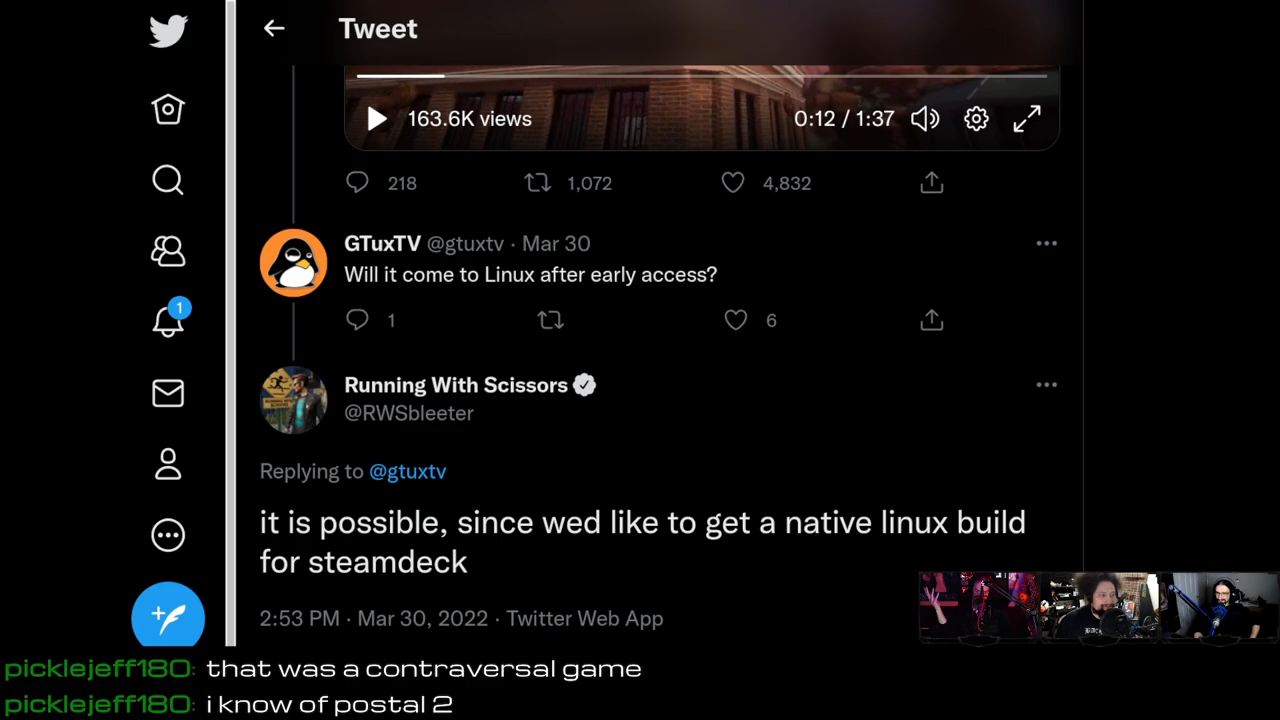 Tweet
163.6K views
0:12 / 1:37
218
1,072
4,832
GTuxTV @gtuxtv · Mar 30
Will it come to Linux after early access?
1
6
1
Running With Scissors
@RWSbleeter
Replying to @gtuxtv
it is possible, since wed like to get a native linux build
for steamdeck
2:53 PM · Mar 30, 2022 · Twitter Web App
picklejeff180: that was a contraversal game
picklejeff180: i know of postal 2